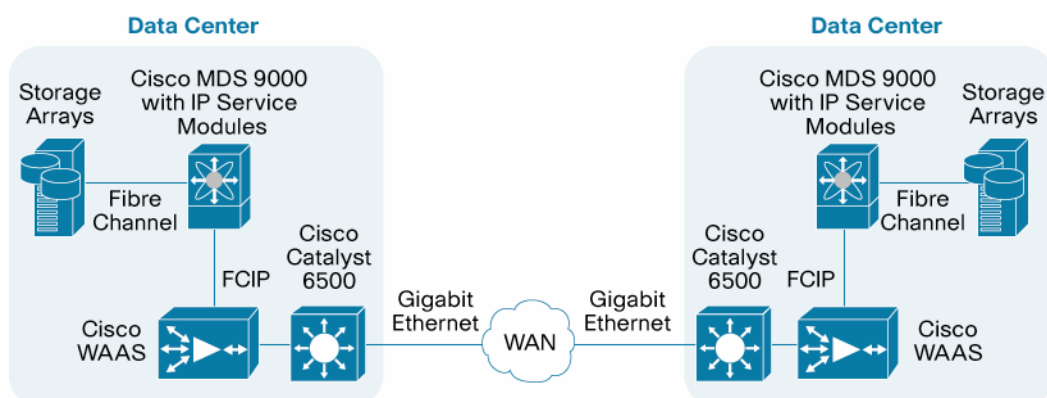 Data Center
Data Center
Storage
Arrays
Cisco MDS 9000
with IP Service
Modules
Fibre
Channel
FCIP
Cisco
Catalyst
6500
Cisco
WAAS
Gigabit
Ethernet
WAN
Gigabit
Ethernet
Cisco MDS 9000
with IP Service
Modules
Storage
Arrays
Fibre
Channel
Cisco
Catalyst
6500
FCIP
Cisco
WAAS